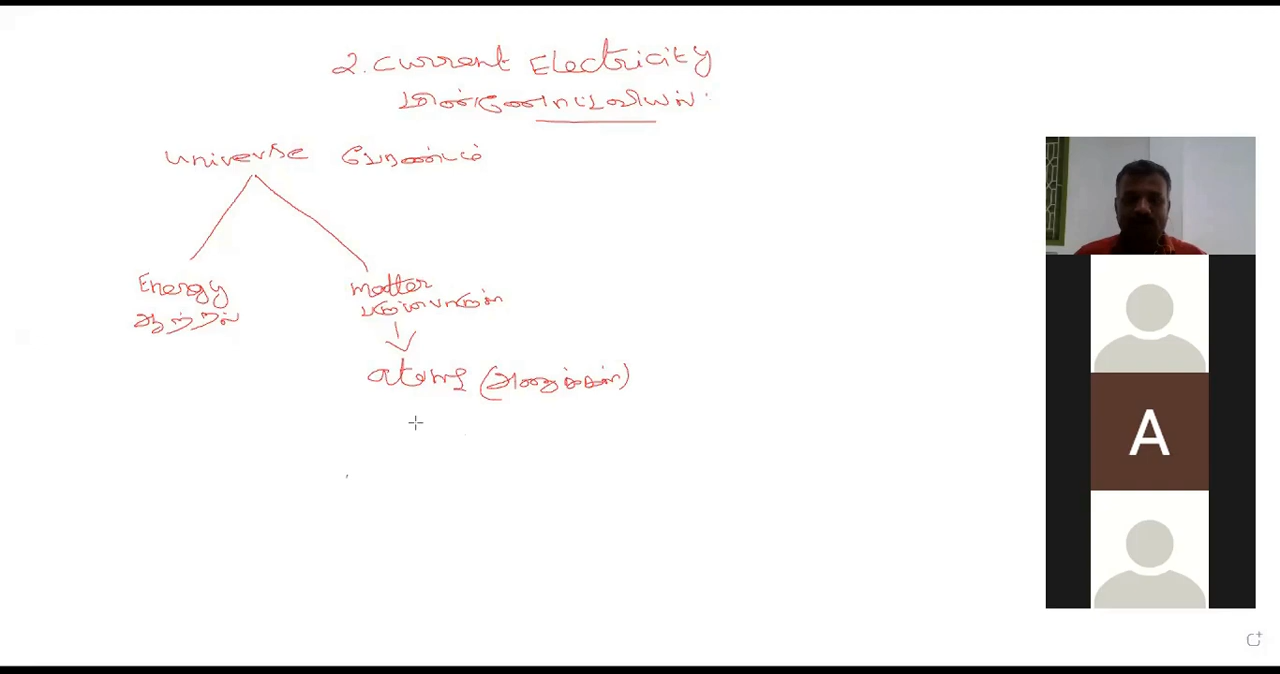 2. Current Electricity
மின்னோட்டவியல்
universe பேரண்டம்
Energy
ஆற்றல்
matter
பருப்பொருள்
atoms (அணுக்கள்)
A